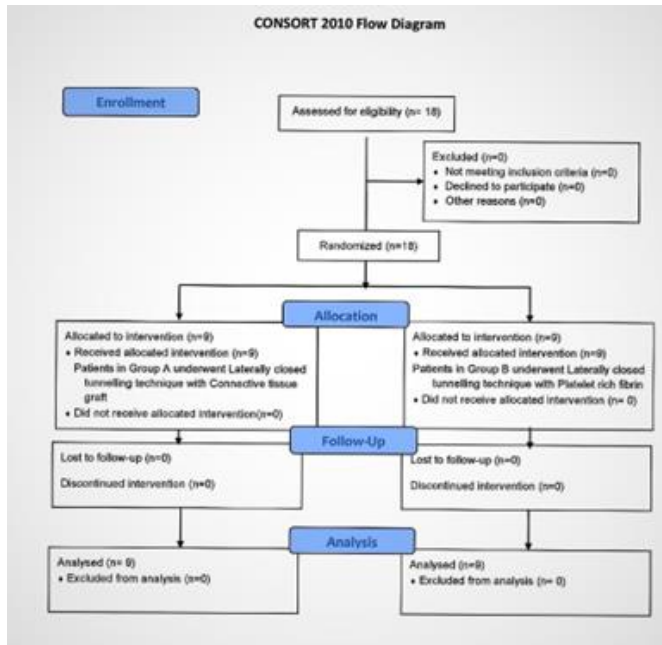 CONSORT 2010 Flow Diagram
Enrollment
Assessed for eligibility (n= 18)
Excluded (n=0)
• Not meeting inclusion criteria (n=0)
• Declined to participate (n=0)
• Other reasons (n=0)
Randomized (n=18)
Allocation
Allocated to intervention (n=9)
• Received allocated intervention (n=9)
Patients in Group A underwent Laterally closed
tunnelling technique with Connective tissue
graft
• Did not receive allocated intervention(n=0)
Allocated to intervention (n=9)
• Received allocated intervention (n=9)
Patients in Group B underwent Laterally closed
tunnelling technique with Platelet rich fibrin
• Did not receive allocated intervention (n= 0)
Follow-Up
Lost to follow-up (n=0)
Discontinued intervention (n=0)
Lost to follow-up (n=0)
Discontinued intervention (n=0)
Analysis
Analysed (n= 9)
• Excluded from analysis (n=0)
Analysed (n=9)
• Excluded from analysis (n= 0)